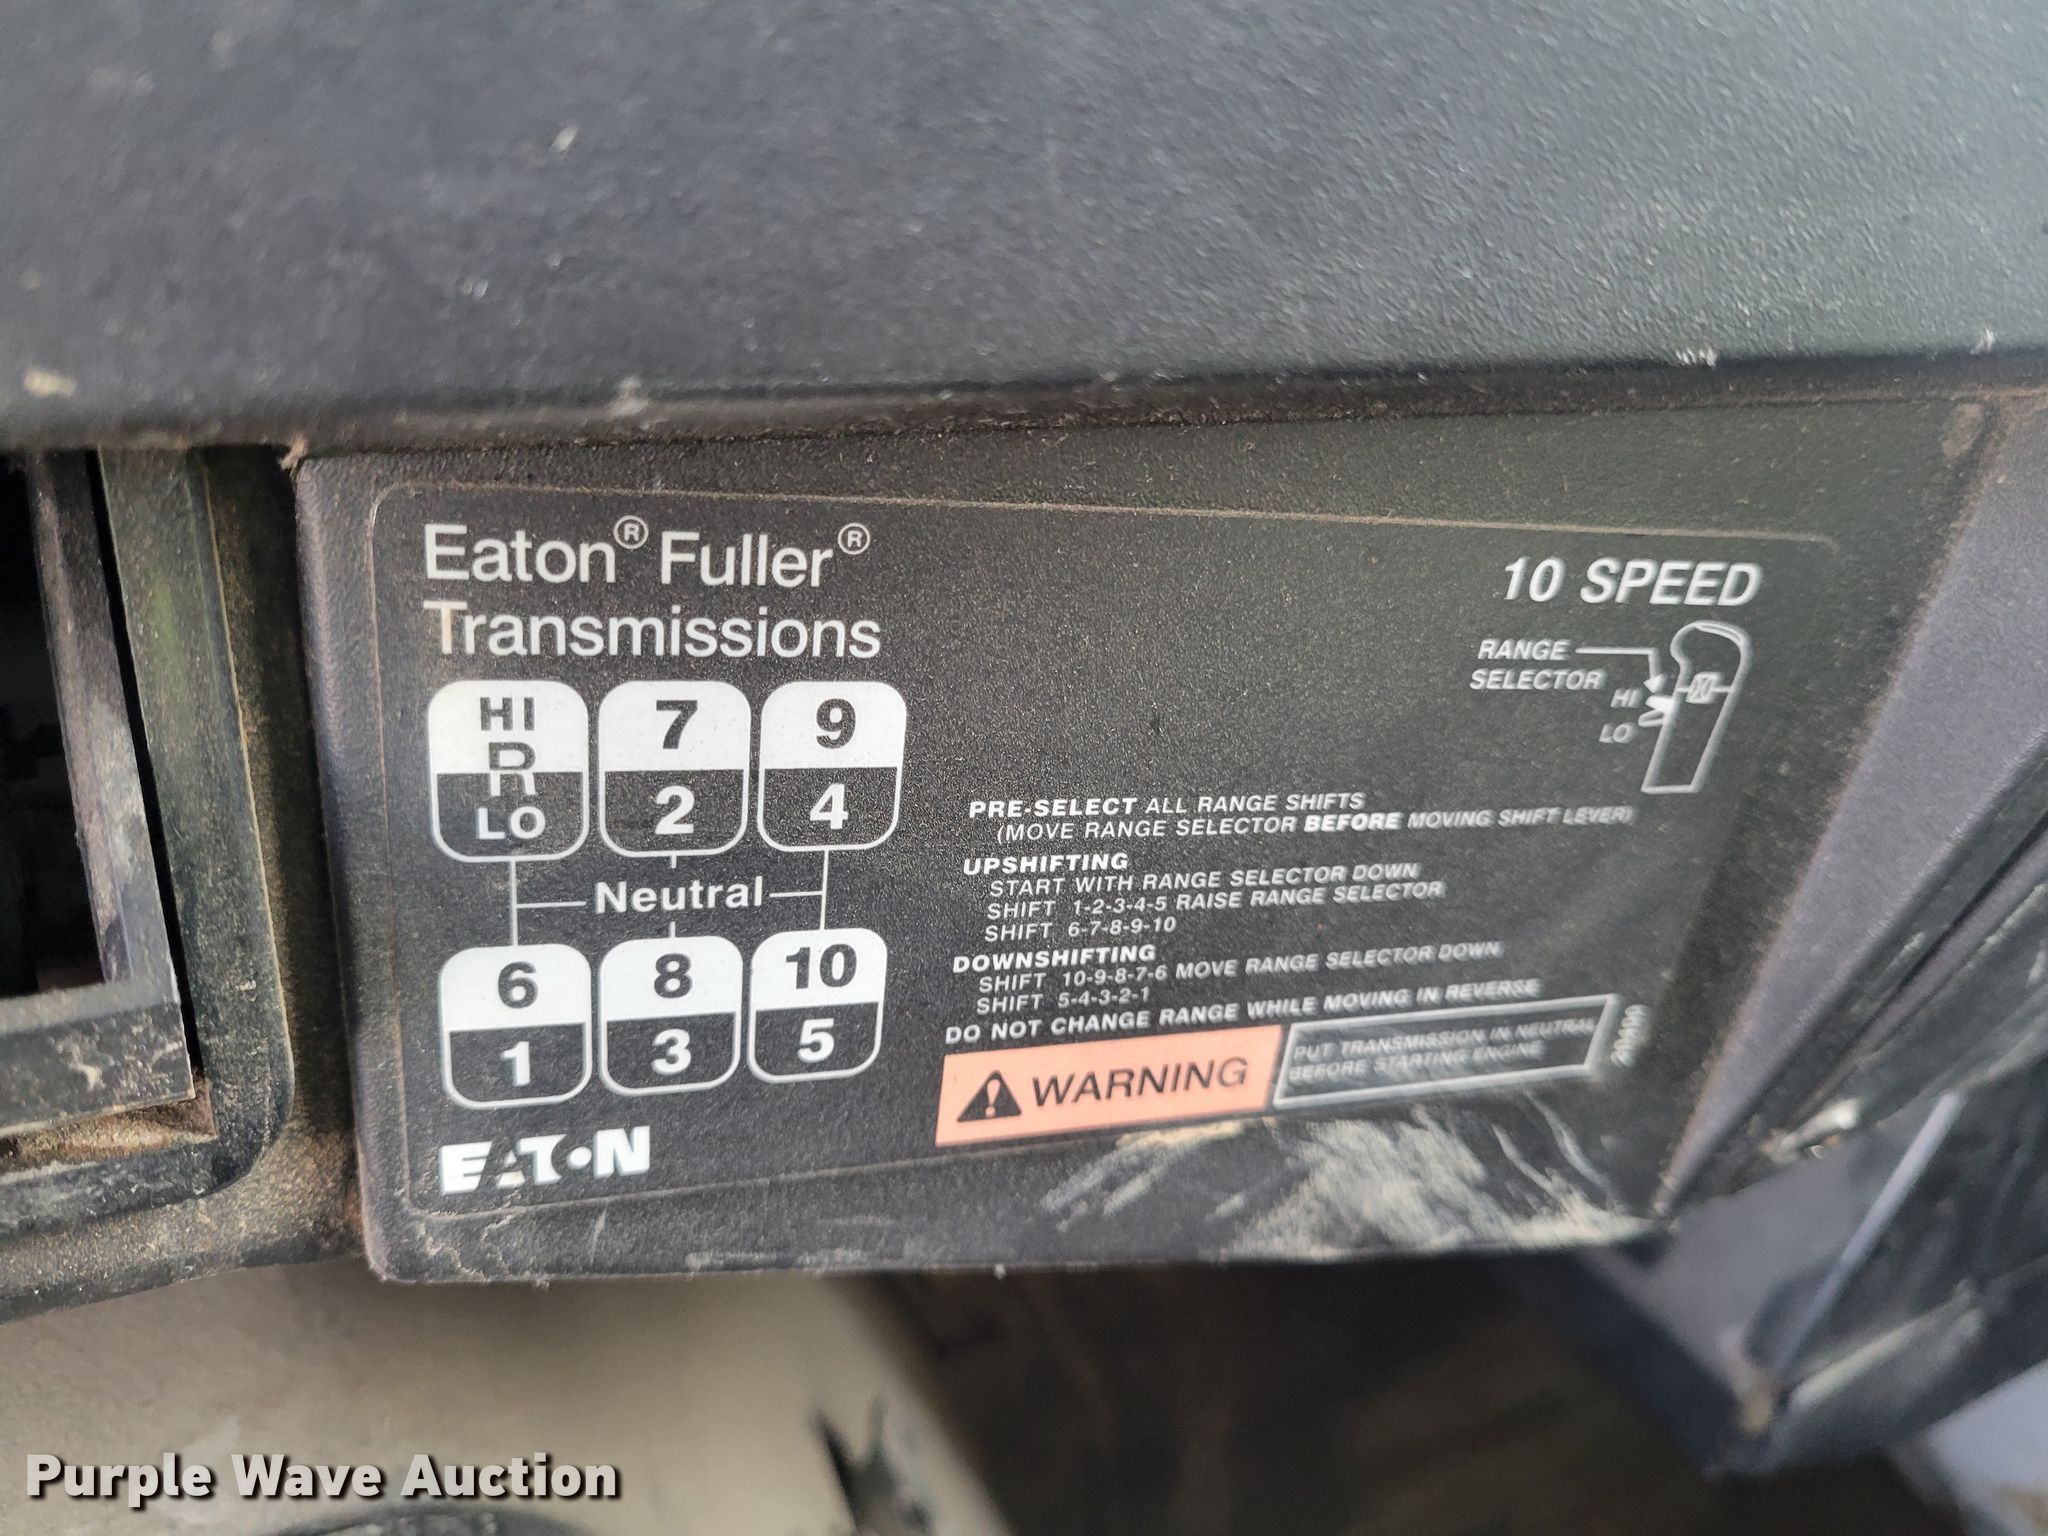 Eaton® Fuller®
Transmissions
10 SPEED
RANGE
SELECTOR
HI
LO
HI
R
LO
7
2
9
4
Neutral
6
1
8
3
10
5
PRE-SELECT ALL RANGE SHIFTS
(MOVE RANGE SELECTOR BEFORE MOVING SHIFT LEVER)
UPSHIFTING
START WITH RANGE SELECTOR DOWN
SHIFT 1-2-3-4-5 RAISE RANGE SELECTOR
SHIFT 6-7-8-9-10
DOWNSHIFTING
SHIFT 10-9-8-7-6 MOVE RANGE SELECTOR DOWN
SHIFT 5-4-3-2-1
DO NOT CHANGE RANGE WHILE MOVING IN REVERSE
WARNING
PUT TRANSMISSION IN NEUTRAL
BEFORE STARTING ENGINE
EATON
Purple Wave Auction